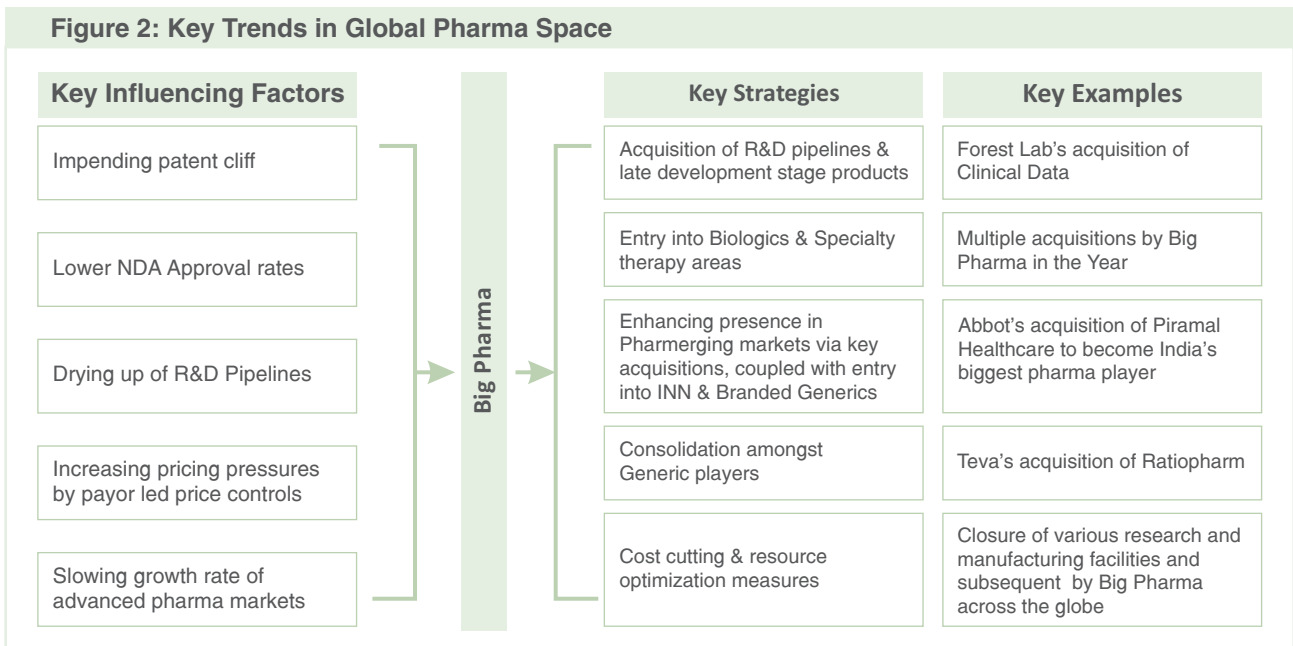 Figure 2: Key Trends in Global Pharma Space
Key Influencing Factors
Impending patent cliff
Lower NDA Approval rates
Drying up of R&D Pipelines
Increasing pricing pressures
by payor led price controls
Slowing growth rate of
advanced pharma markets
Big Pharma
Key Strategies
Key Examples
Acquisition of R&D pipelines &
late development stage products
Forest Lab’s acquisition of
Clinical Data
Entry into Biologics & Specialty
therapy areas
Multiple acquisitions by Big
Pharma in the Year
Enhancing presence in
Pharmerging markets via key
acquisitions, coupled with entry
into INN & Branded Generics
Abbot’s acquisition of Piramal
Healthcare to become India’s
biggest pharma player
Consolidation amongst
Generic players
Teva’s acquisition of Ratiopharm
Cost cutting & resource
optimization measures
Closure of various research and
manufacturing facilities and
subsequent  by Big Pharma
across the globe